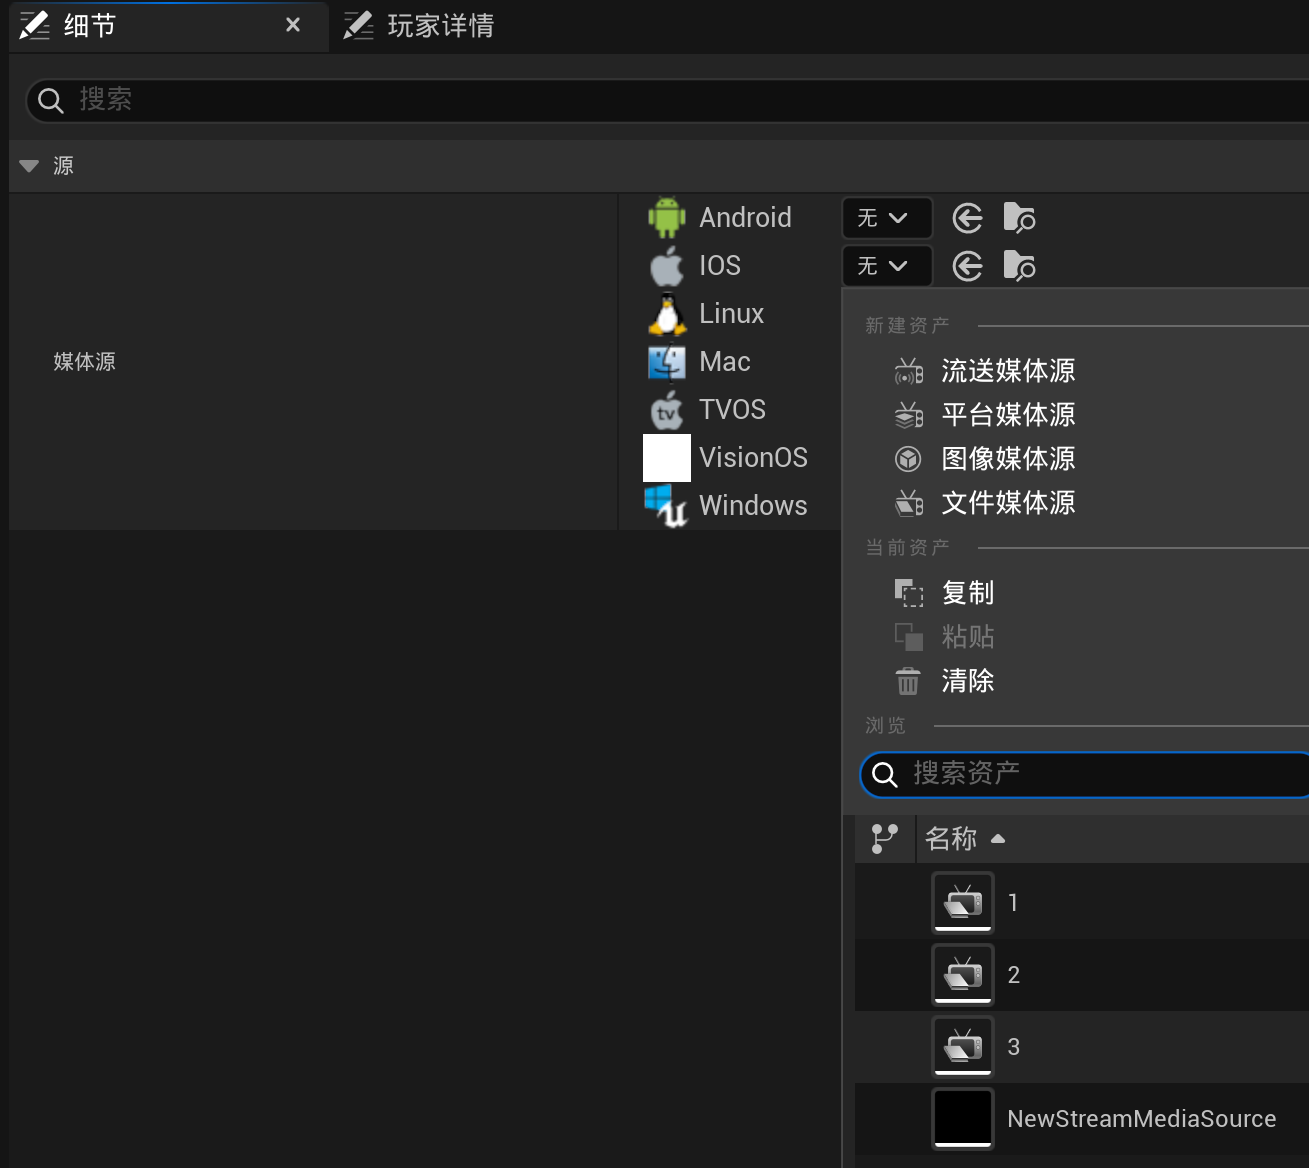 细节
玩家详情
搜索
源
媒体源
Android 无
IOS 无
Linux
Mac
TVOS
VisionOS
Windows
新建资产
流送媒体源
平台媒体源
图像媒体源
文件媒体源
当前资产
复制
粘贴
清除
浏览
搜索资产
名称
1
2
3
NewStreamMediaSource